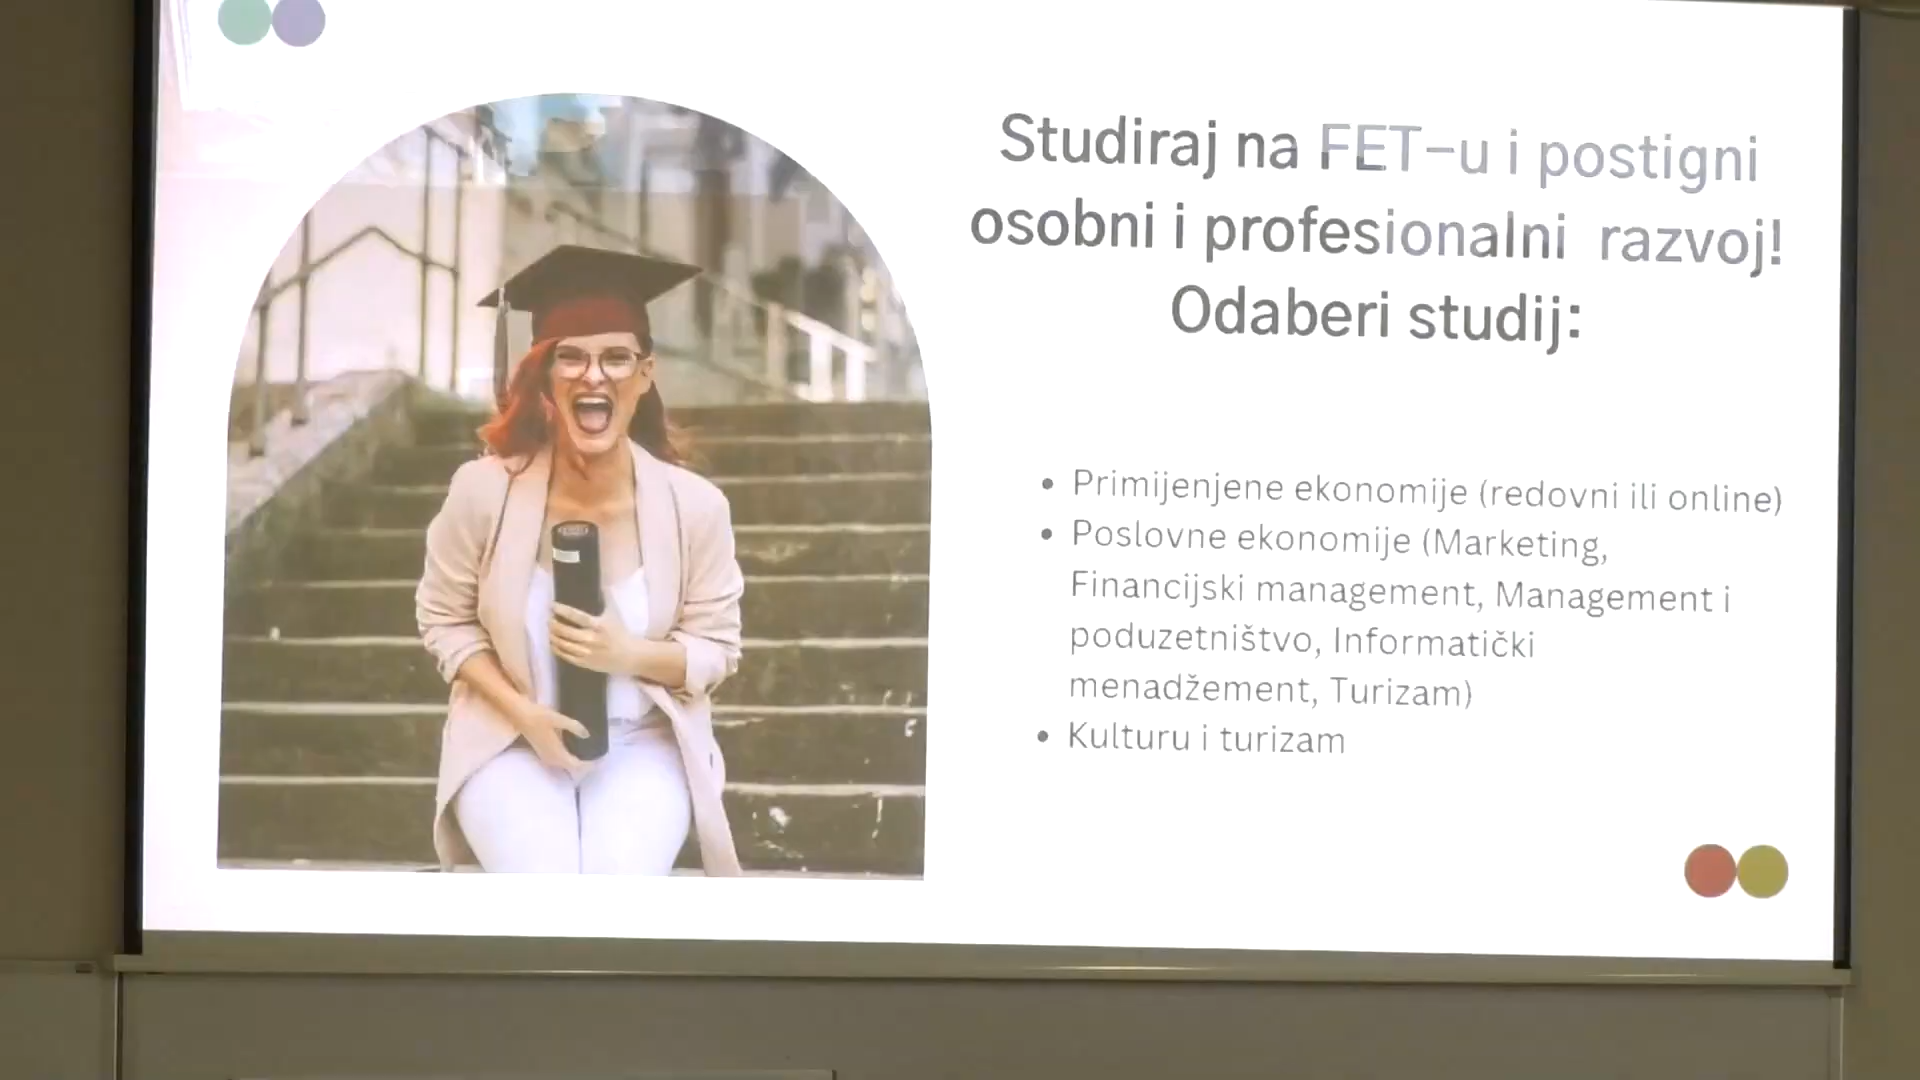 Studiraj na FET-u i postigni
osobni i profesionalni razvoj!
Odaberi studij:
• Primijenjene ekonomije (redovni ili online)
• Poslovne ekonomije (Marketing,
Financijski management, Management i
poduzetništvo, Informatički
menadžement, Turizam)
• Kulturu i turizam